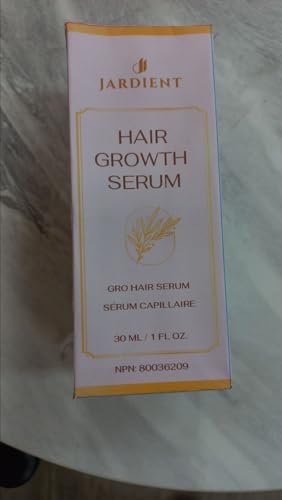 JARDIENT
HAIR
GROWTH
SERUM
GRO HAIR SERUM
SÉRUM CAPILLAIRE
30 ML / 1 FL OZ.
NPN: 80036209